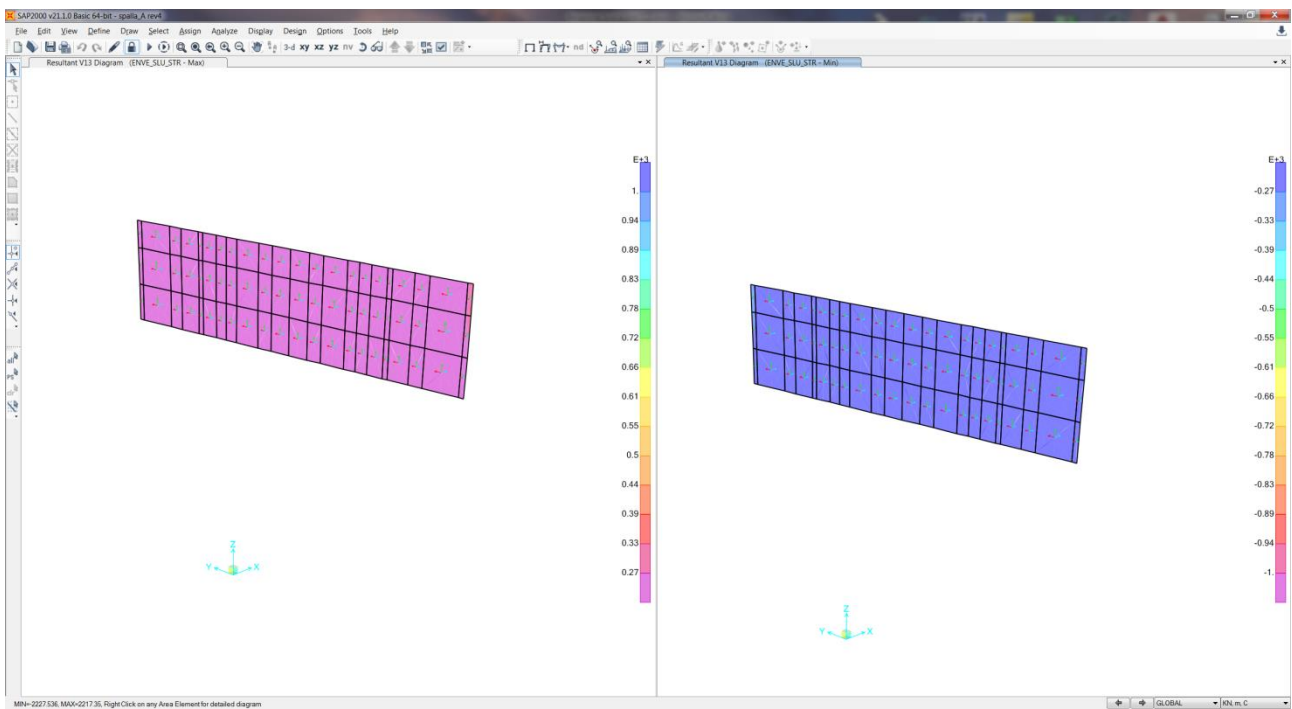 SAP2000 v21.1.0 Basic 64-bit - spalla_A rev4
File Edit View Define Draw Select Assign Analyze Display Design Options Tools Help
3-d xy xz yz nv
nd
Resultant V13 Diagram (ENVE_SLU_STR - Max)
Resultant V13 Diagram (ENVE_SLU_STR - Min)
all
PS
E+3
1.
0.94
0.89
0.83
0.78
0.72
0.66
0.61
0.55
0.5
0.44
0.39
0.33
0.27
Z
Y X
E+3
-0.27
-0.33
-0.39
-0.44
-0.5
-0.55
-0.61
-0.66
-0.72
-0.78
-0.83
-0.89
-0.94
-1.
Z
Y X
MIN=-2227.536, MAX=2217.35, Right Click on any Area Element for detailed diagram
GLOBAL
KN, m, C